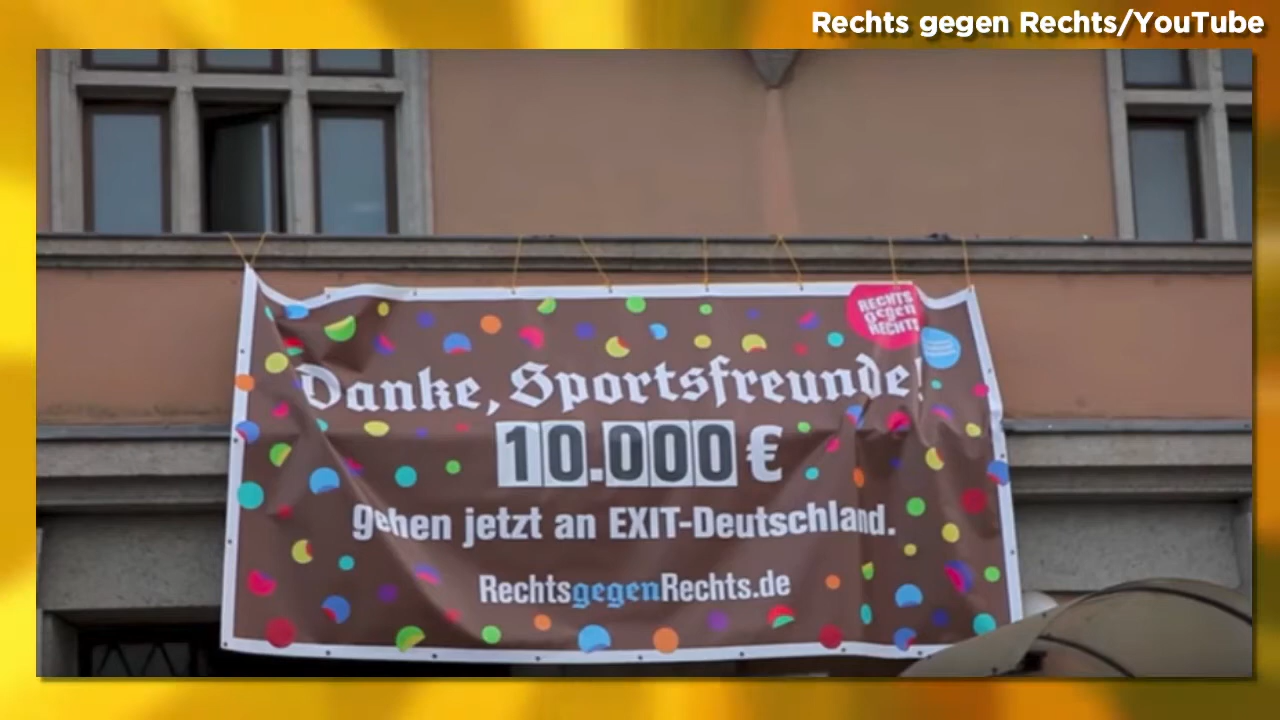 Rechts gegen Rechts/YouTube
RECHTS
gegen
RECHTS
Danke, Sportsfreunde!
10.000 €
gehen jetzt an EXIT-Deutschland.
RechtsgegenRechts.de